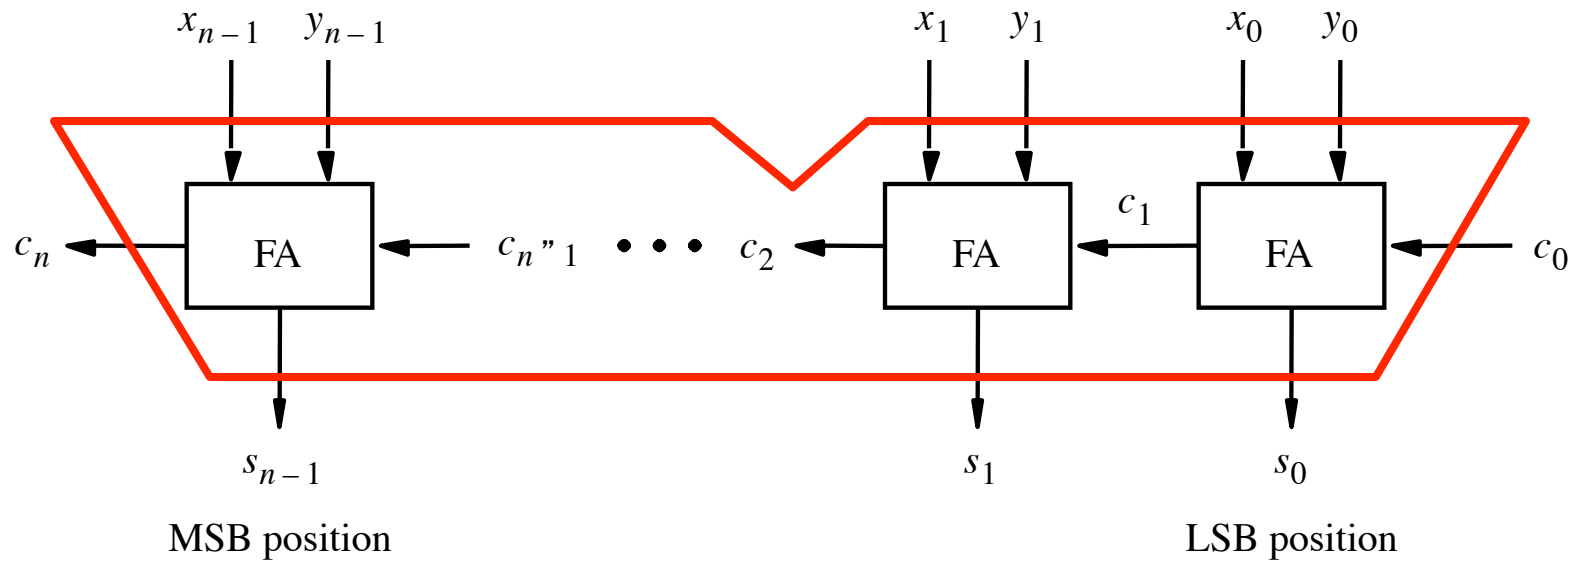 xₙ₋₁ yₙ₋₁ x₁ y₁ x₀ y₀
c₁
cₙ FA cₙ ” ₁ ••• c₂ FA FA c₀
sₙ₋₁ s₁ s₀
MSB position LSB position